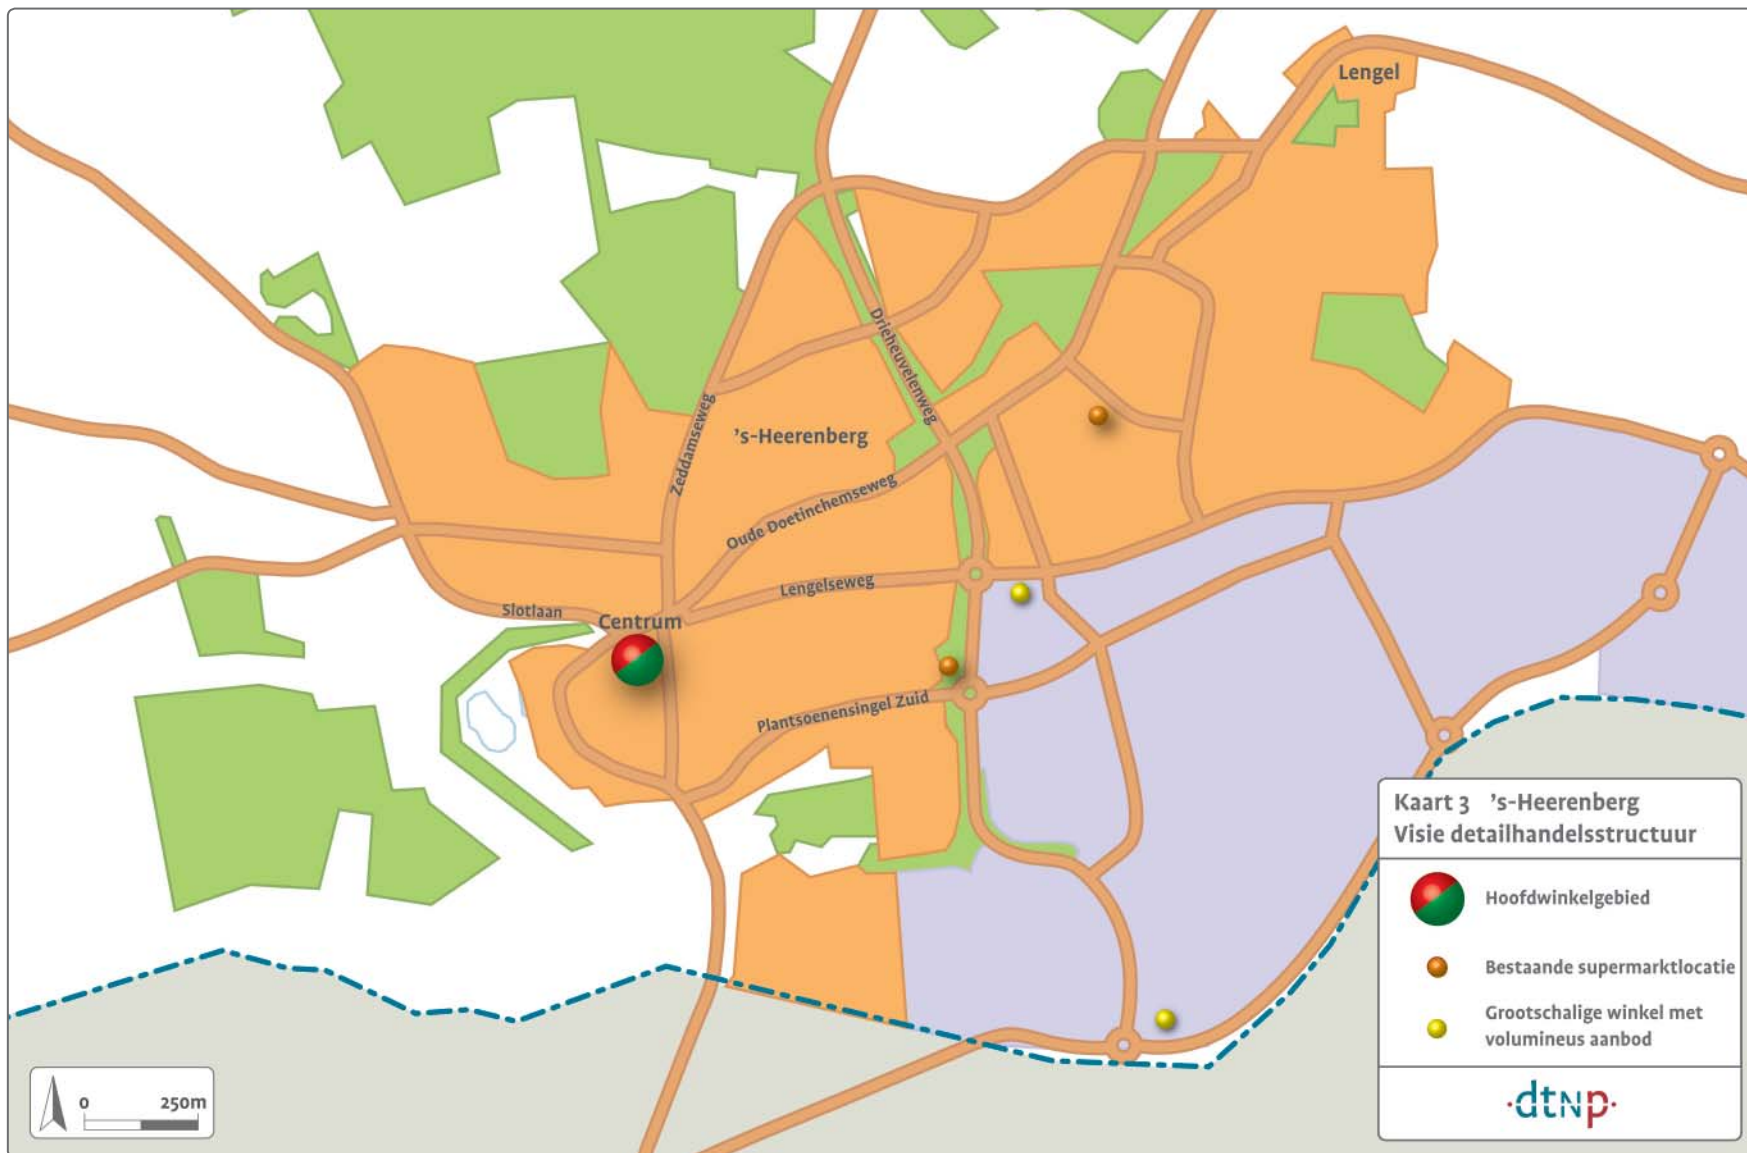 Lengel
Drieheuvelenweg
Zeddamseweg
's-Heerenberg
Oude Doetinchemseweg
Lengelseweg
Slotlaan
Centrum
Plantsoenensingel Zuid
Kaart 3 's-Heerenberg
Visie detailhandelsstructuur
Hoofdwinkelgebied
Bestaande supermarktlocatie
Grootschalige winkel met
volumineus aanbod
0 250m
·dtNp·